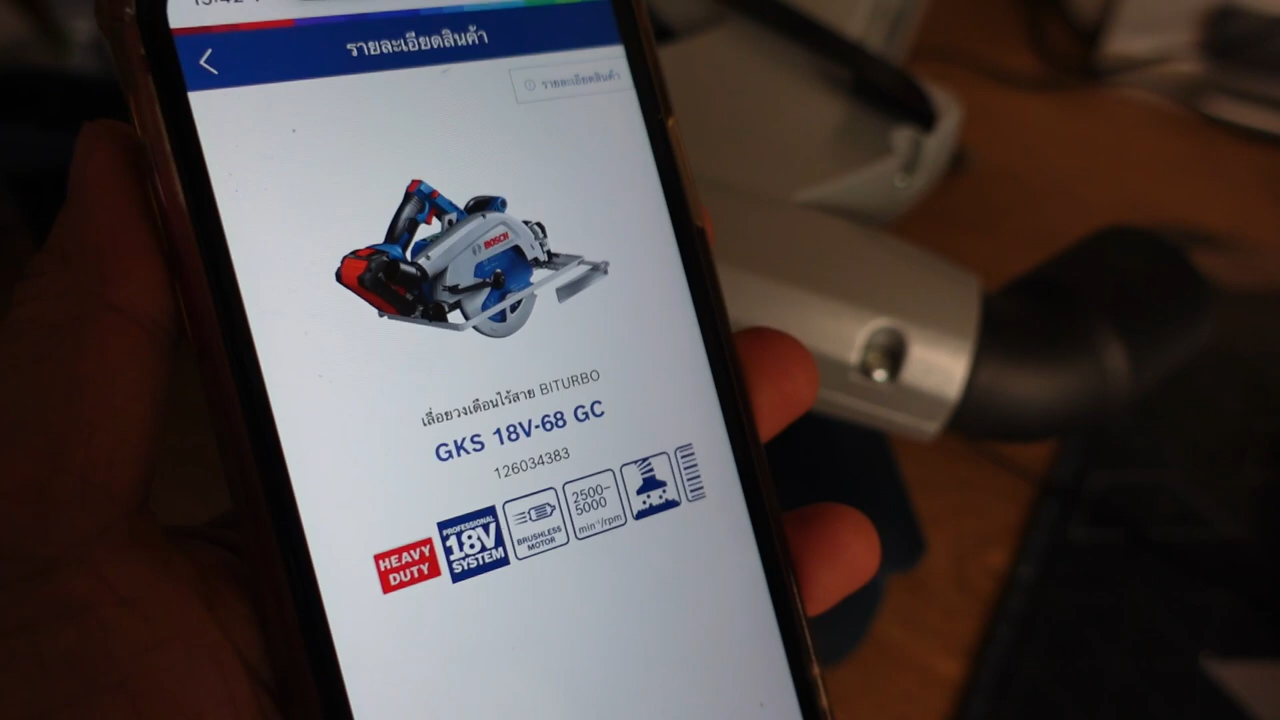 รายละเอียดสินค้า
รายละเอียดสินค้า
BOSCH
เลื่อยวงเดือนไร้สาย BITURBO
GKS 18V-68 GC
126034383
HEAVY
DUTY
PROFESSIONAL
18V
SYSTEM
BRUSHLESS
MOTOR
2500–
5000
min⁻¹/rpm